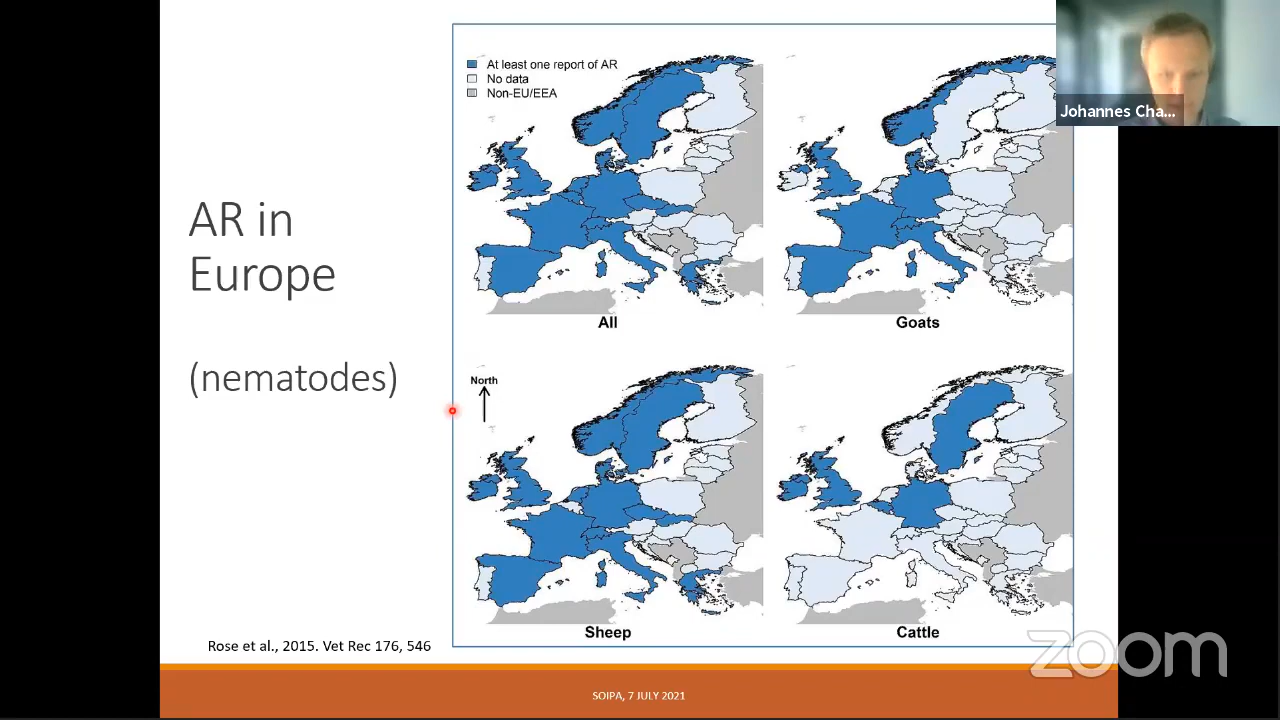 AR in
Europe
(nematodes)
At least one report of AR
No data
Non-EU/EEA
All
Goats
North
Sheep
Cattle
Rose et al., 2015. Vet Rec 176, 546
SOIPA, 7 JULY 2021
Johannes Cha...
zoom